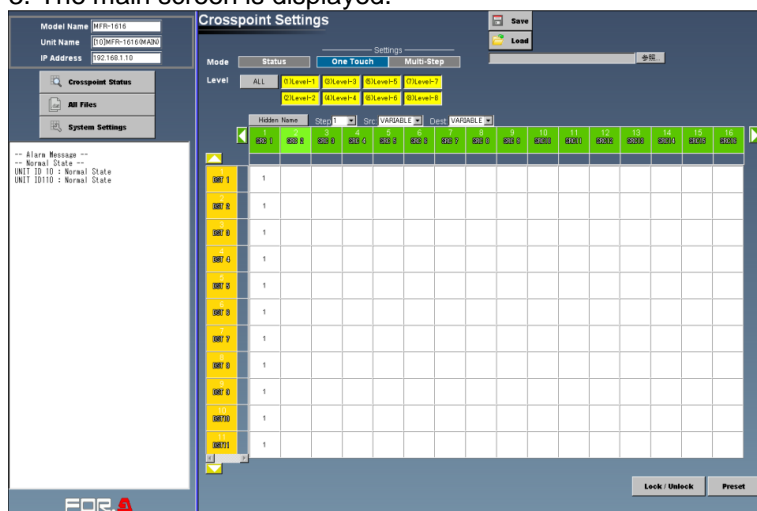 The main screen is displayed.
Model Name MFR-1616
Unit Name [10]MFR-1616(MAIN)
IP Address 192.168.1.10
Crosspoint Status
All Files
System Settings
-- Alarm Message --
-- Normal State --
UNIT ID 10 : Normal State
UNIT ID110 : Normal State
FOR.A
Crosspoint Settings
Save
Load
参照...
Settings
Mode Status One Touch Multi-Step
Level ALL (1)Level-1 (3)Level-3 (5)Level-5 (7)Level-7
(2)Level-2 (4)Level-4 (6)Level-6 (8)Level-8
Hidden Name Step 1 Src VARIABLE Dest VARIABLE
1 2 3 4 5 6 7 8 9 10 11 12 13 14 15 16
1
1
1
1
1
1
1
1
1
1
1
Lock / Unlock Preset